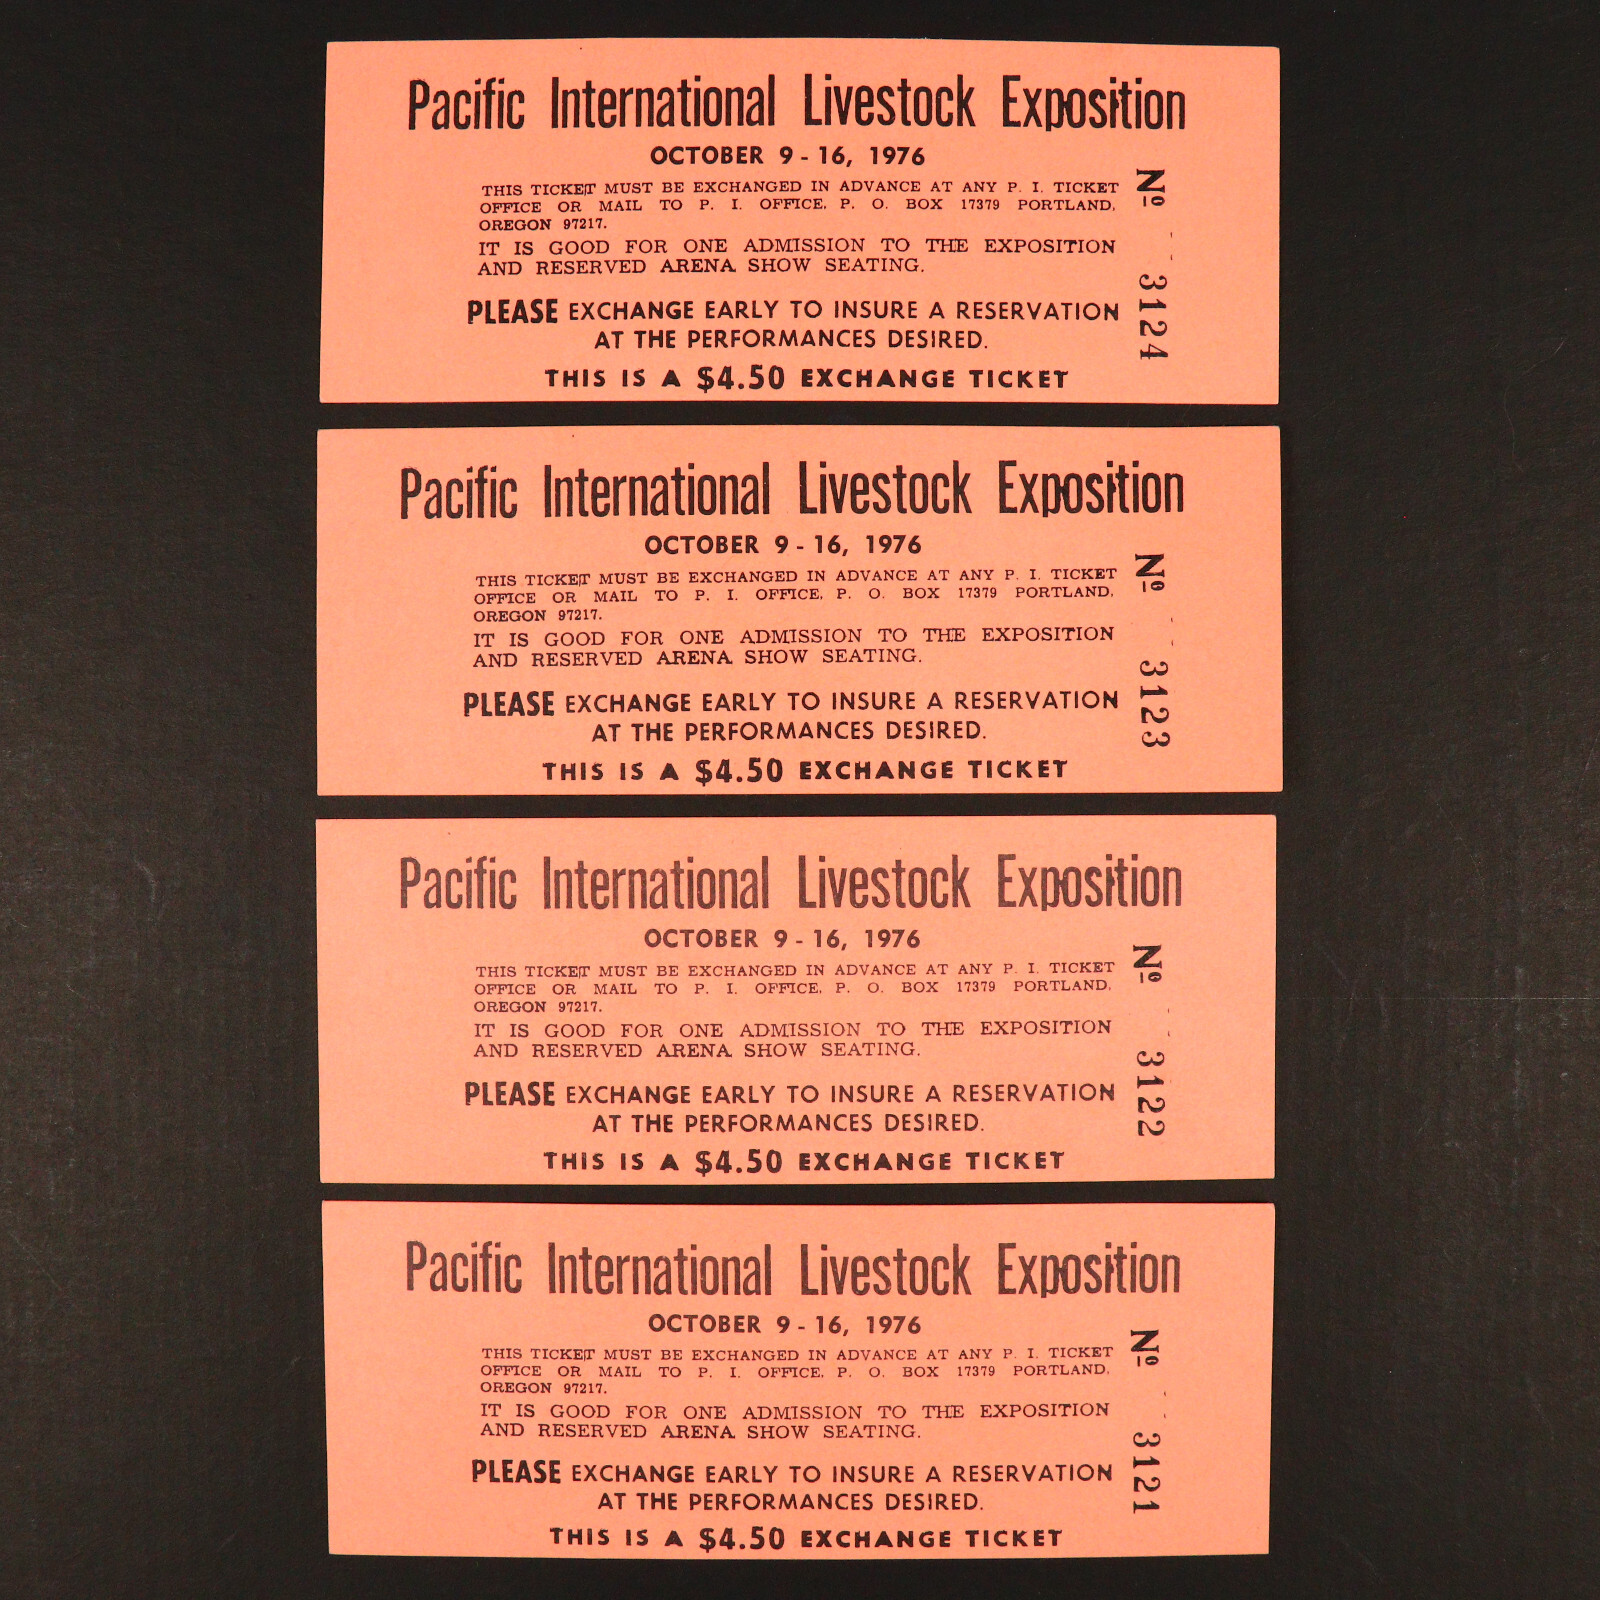 Pacific International Livestock Exposition
OCTOBER 9 - 16, 1976
THIS TICKET MUST BE EXCHANGED IN ADVANCE AT ANY P. I. TICKET
OFFICE OR MAIL TO P. I. OFFICE, P. O. BOX 17379 PORTLAND,
OREGON 97217.
IT IS GOOD FOR ONE ADMISSION TO THE EXPOSITION
AND RESERVED ARENA SHOW SEATING.
PLEASE EXCHANGE EARLY TO INSURE A RESERVATION
AT THE PERFORMANCES DESIRED.
THIS IS A $4.50 EXCHANGE TICKET
№ 3124
Pacific International Livestock Exposition
OCTOBER 9 - 16, 1976
THIS TICKET MUST BE EXCHANGED IN ADVANCE AT ANY P. I. TICKET
OFFICE OR MAIL TO P. I. OFFICE, P. O. BOX 17379 PORTLAND,
OREGON 97217.
IT IS GOOD FOR ONE ADMISSION TO THE EXPOSITION
AND RESERVED ARENA SHOW SEATING.
PLEASE EXCHANGE EARLY TO INSURE A RESERVATION
AT THE PERFORMANCES DESIRED.
THIS IS A $4.50 EXCHANGE TICKET
№ 3123
Pacific International Livestock Exposition
OCTOBER 9 - 16, 1976
THIS TICKET MUST BE EXCHANGED IN ADVANCE AT ANY P. I. TICKET
OFFICE OR MAIL TO P. I. OFFICE, P. O. BOX 17379 PORTLAND,
OREGON 97217.
IT IS GOOD FOR ONE ADMISSION TO THE EXPOSITION
AND RESERVED ARENA SHOW SEATING.
PLEASE EXCHANGE EARLY TO INSURE A RESERVATION
AT THE PERFORMANCES DESIRED.
THIS IS A $4.50 EXCHANGE TICKET
№ 3122
Pacific International Livestock Exposition
OCTOBER 9 - 16, 1976
THIS TICKET MUST BE EXCHANGED IN ADVANCE AT ANY P. I. TICKET
OFFICE OR MAIL TO P. I. OFFICE, P. O. BOX 17379 PORTLAND,
OREGON 97217.
IT IS GOOD FOR ONE ADMISSION TO THE EXPOSITION
AND RESERVED ARENA SHOW SEATING.
PLEASE EXCHANGE EARLY TO INSURE A RESERVATION
AT THE PERFORMANCES DESIRED.
THIS IS A $4.50 EXCHANGE TICKET
№ 3121